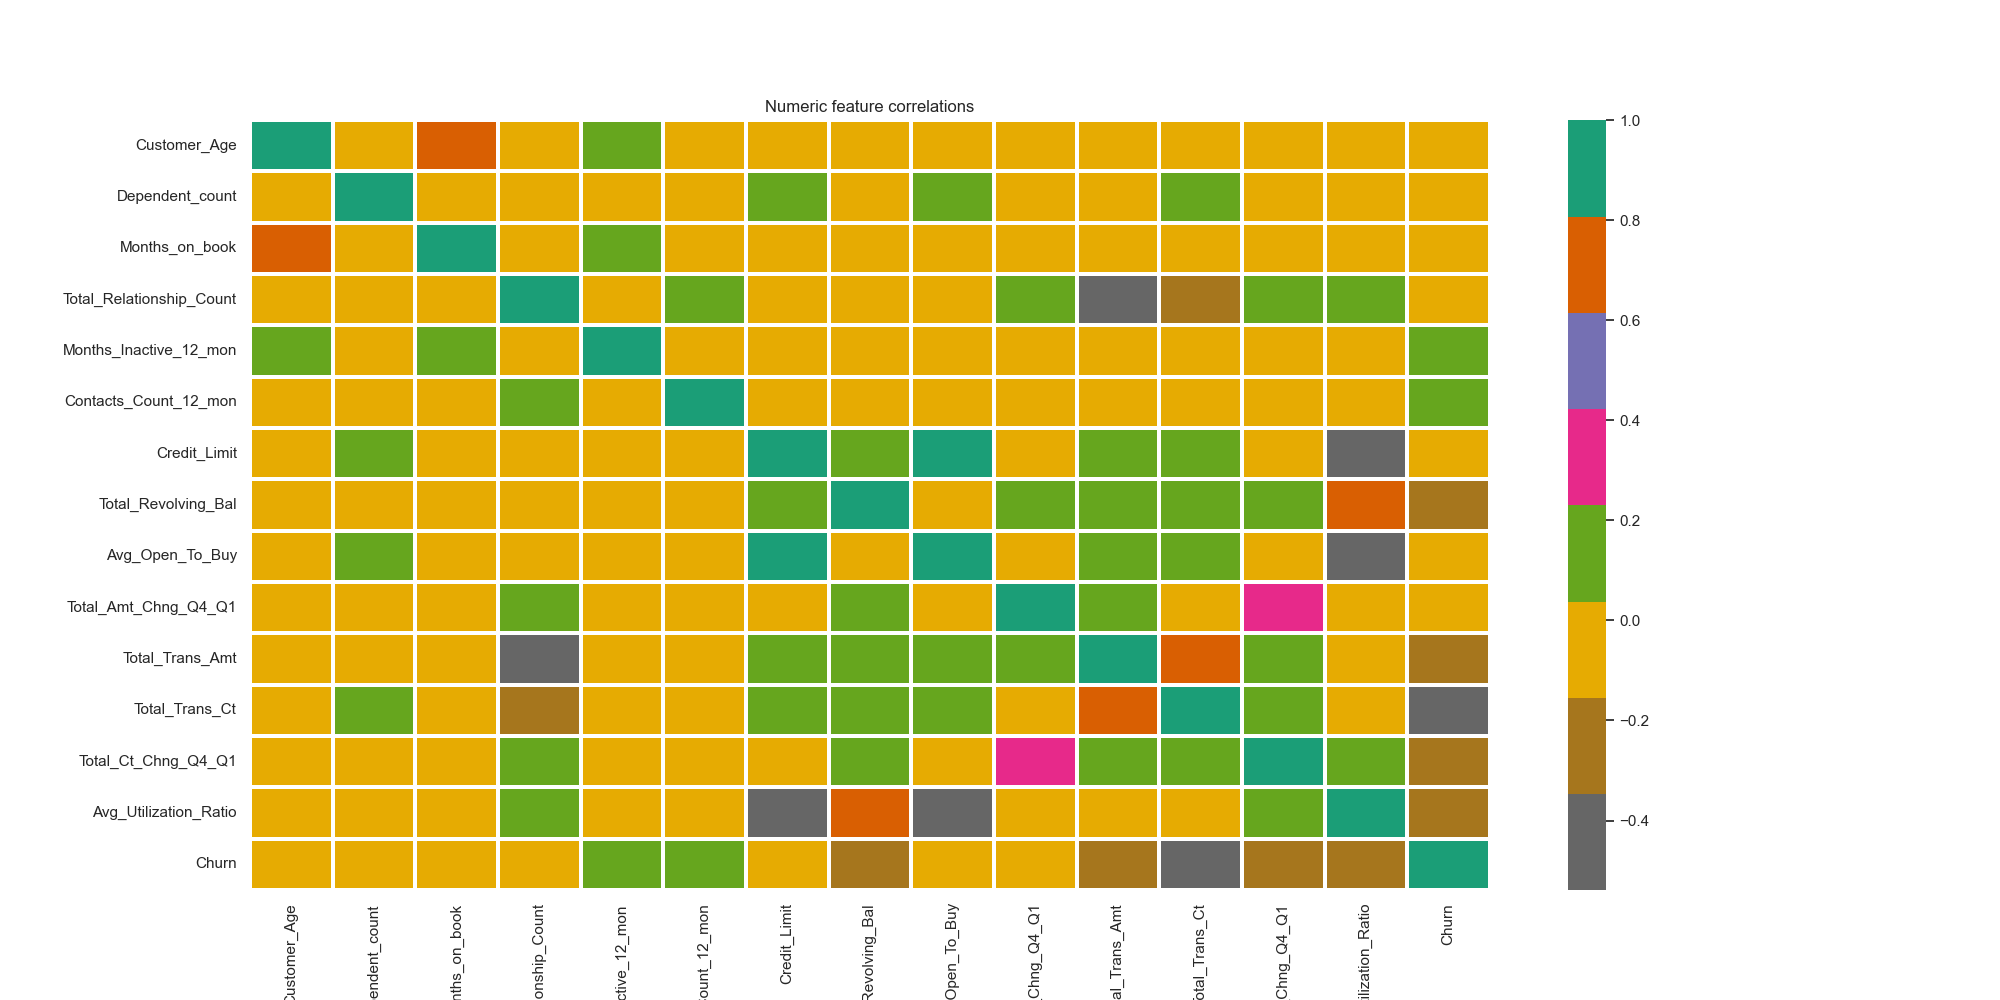 Numeric feature correlations
Customer_Age
Dependent_count
Months_on_book
Total_Relationship_Count
Months_Inactive_12_mon
Contacts_Count_12_mon
Credit_Limit
Total_Revolving_Bal
Avg_Open_To_Buy
Total_Amt_Chng_Q4_Q1
Total_Trans_Amt
Total_Trans_Ct
Total_Ct_Chng_Q4_Q1
Avg_Utilization_Ratio
Churn
1.0
0.8
0.6
0.4
0.2
0.0
−0.2
−0.4
Customer_Age
endent_count
nths_on_book
onship_Count
ctive_12_mon
ount_12_mon
Credit_Limit
Revolving_Bal
Open_To_Buy
_Chng_Q4_Q1
al_Trans_Amt
Total_Trans_Ct
Chng_Q4_Q1
ilization_Ratio
Churn